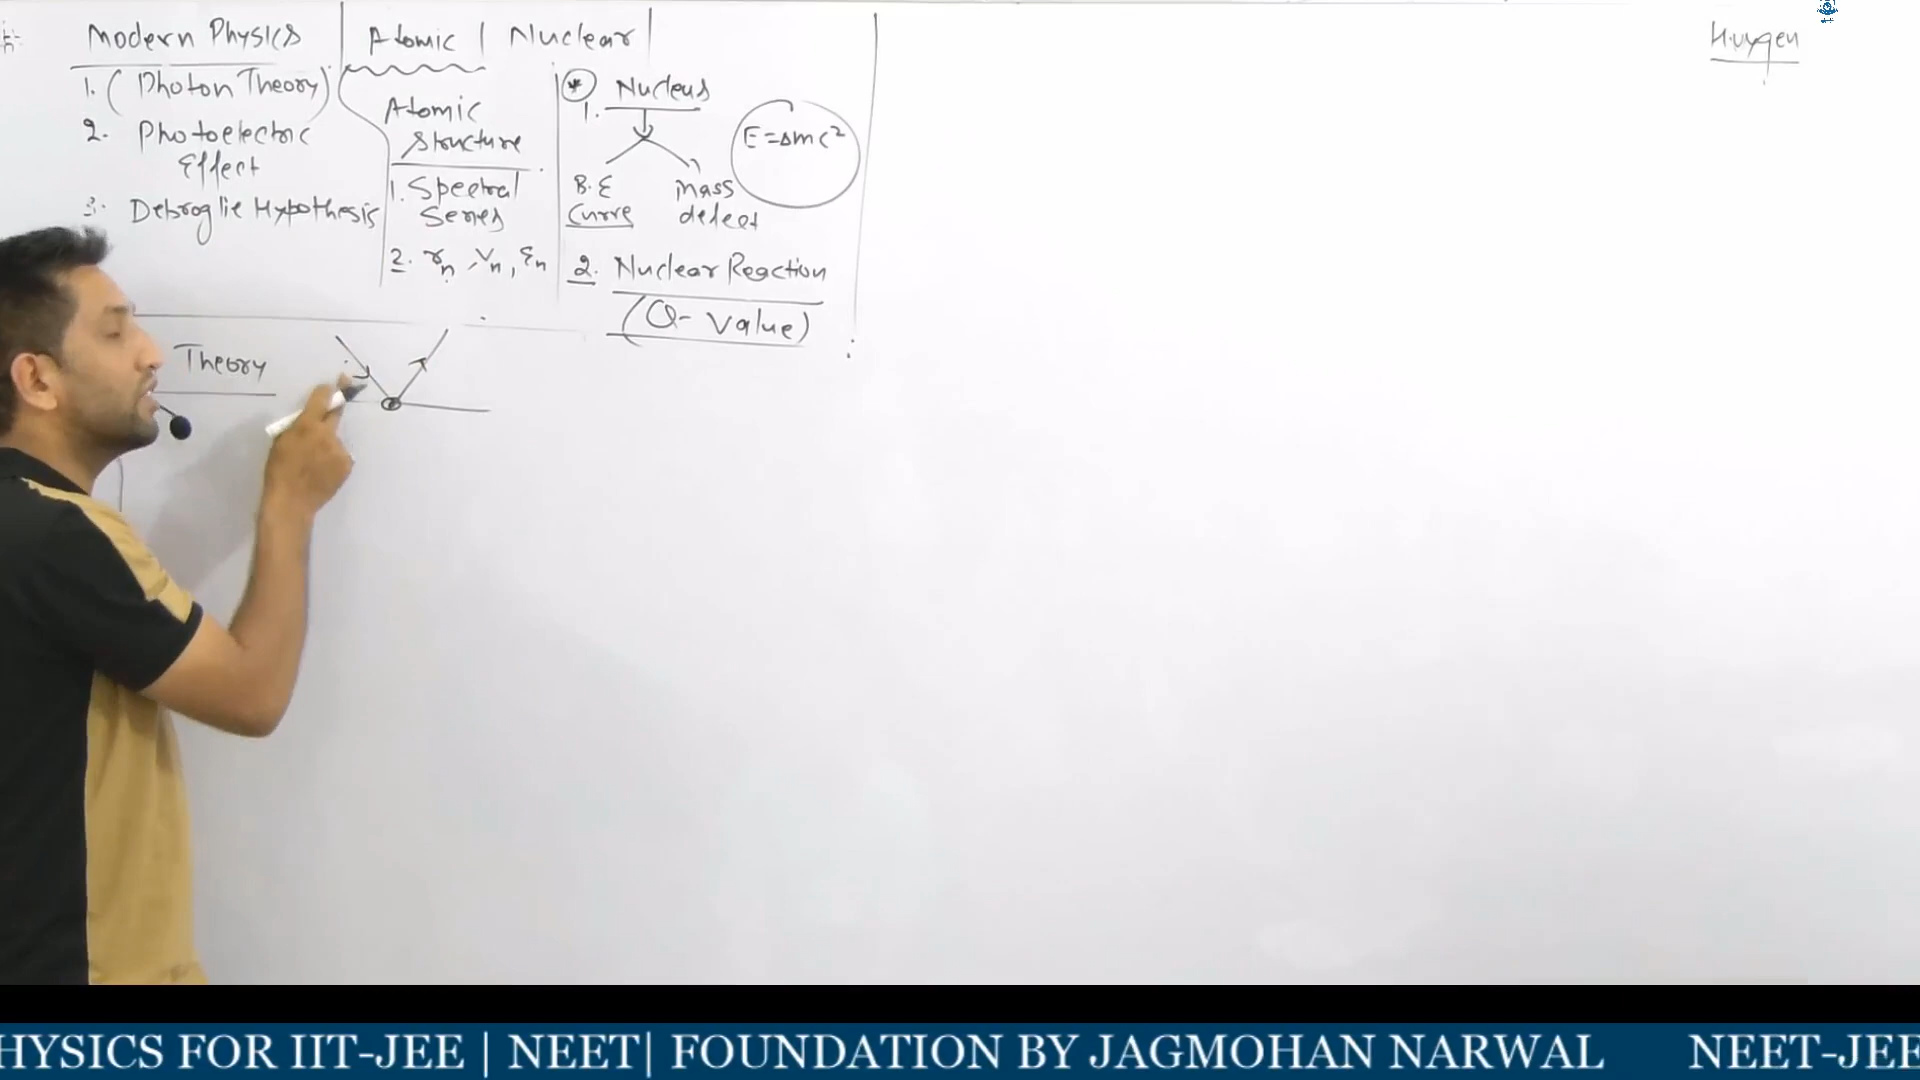 Modern Physics | Atomic | Nuclear
1. (Photon Theory)
2. Photoelectric
Effect
3. Debroglie Hypothesis
Atomic
Structure
1. Spectral
Series
2. rn, Vn, En
* Nucleus
1.
B.E
Curve
mass
defect
E=Δmc²
2. Nuclear Reaction
(Q- Value)
Theory
Huygen
HYSICS FOR IIT-JEE | NEET| FOUNDATION BY JAGMOHAN NARWAL NEET-JEE